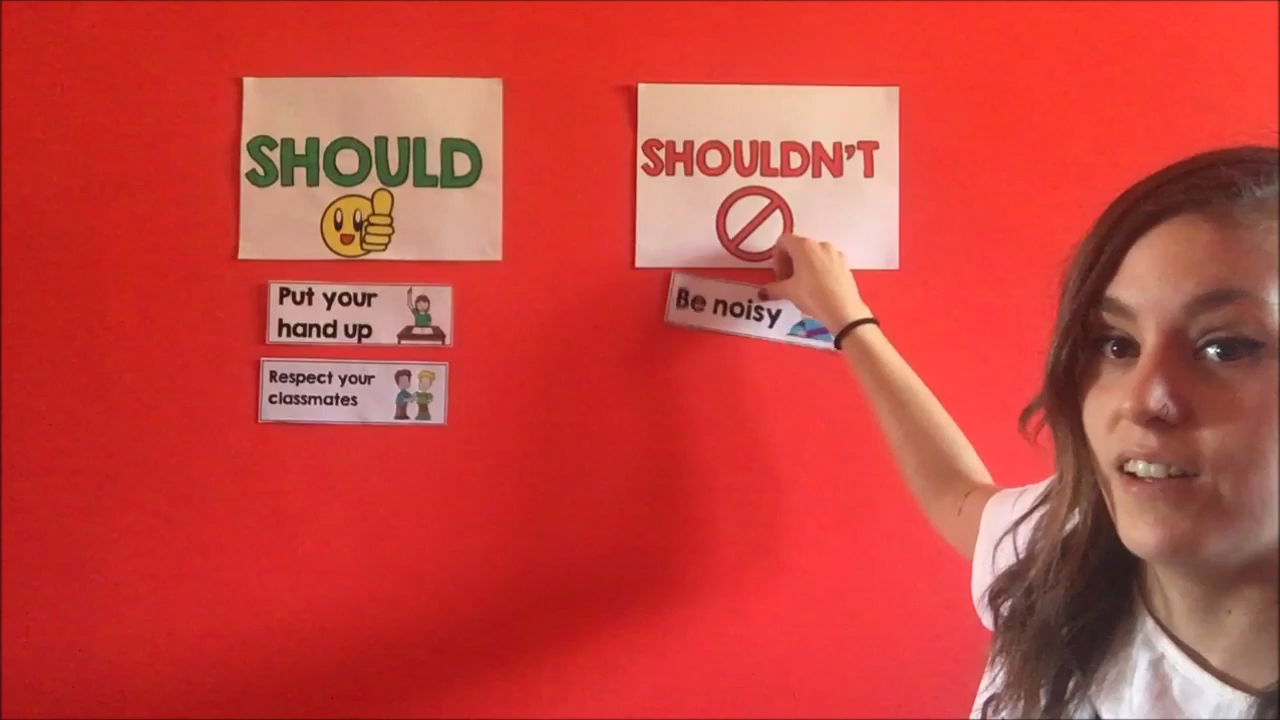 SHOULD
SHOULDN'T
Put your
hand up
Respect your
classmates
Be noisy